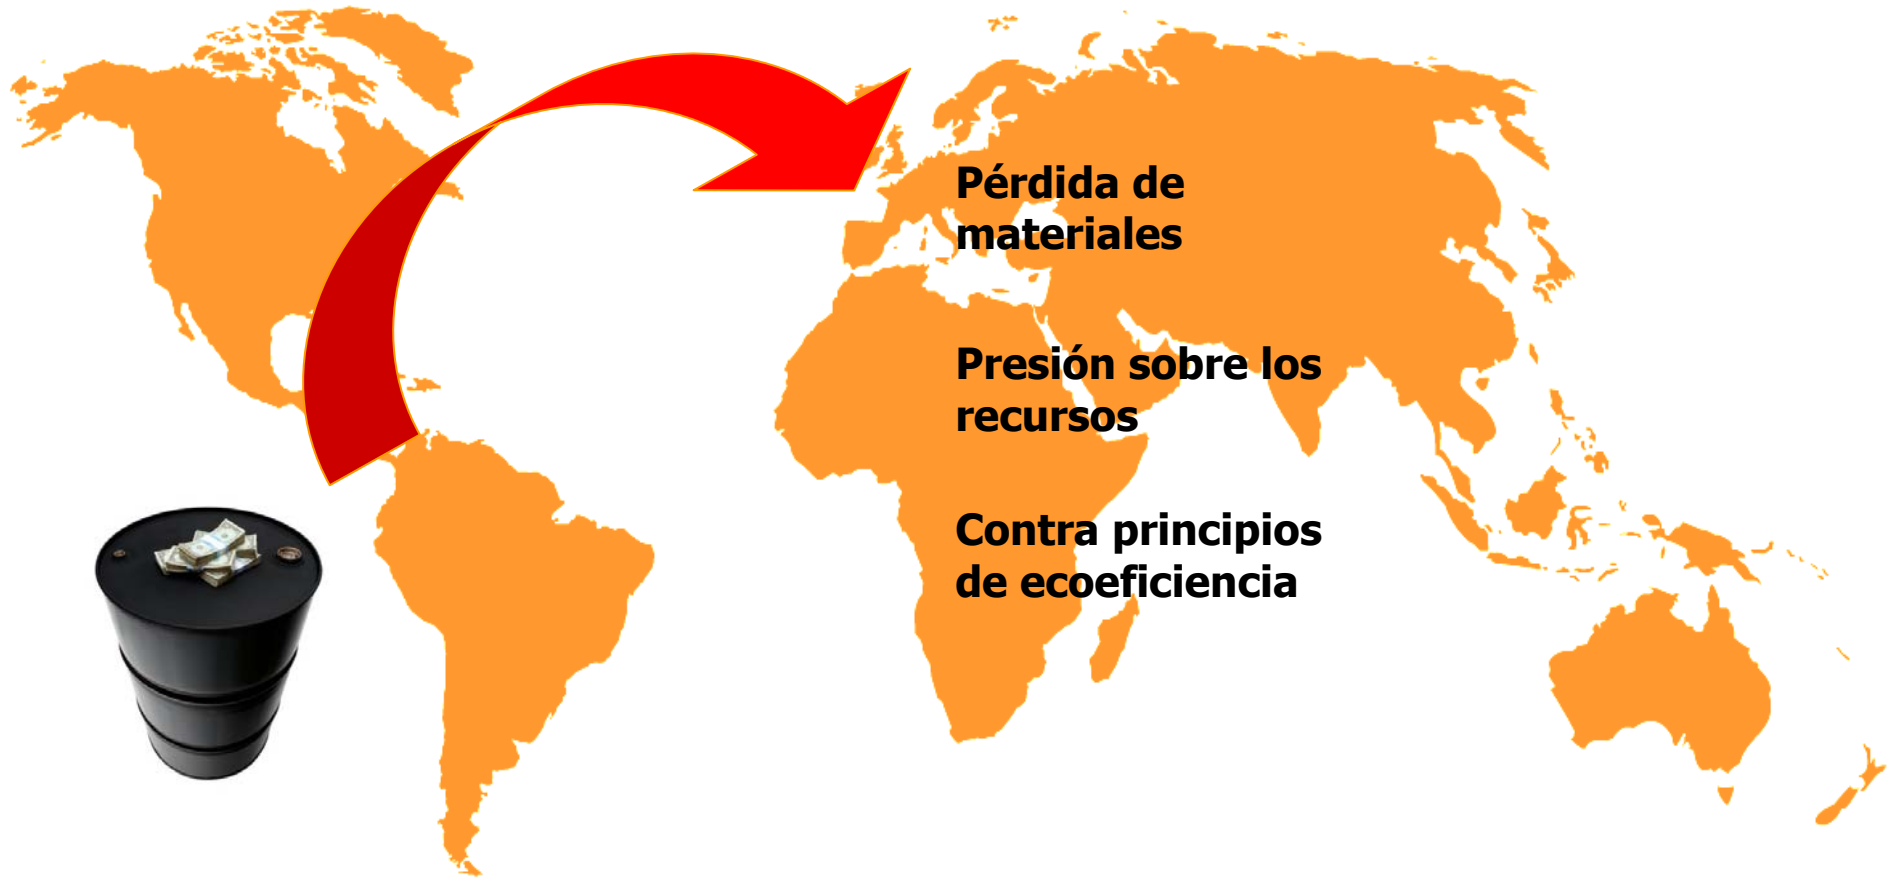 Pérdida de
materiales
Presión sobre los
recursos
Contra principios
de ecoeficiencia